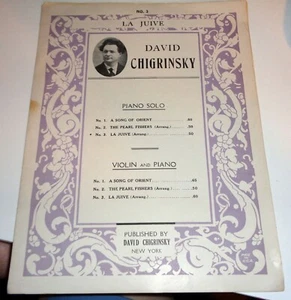 NO. 3
LA JUIVE
DAVID
CHIGRINSKY
PIANO SOLO
No. 1. A SONG OF ORIENT
No. 2. THE PEARL FISHERS (Arrang.)
No. 3 LA JUIVE (Arrang.)
VIOLIN AND PIANO
No. 1. A SONG OF ORIENT
No. 2. THE PEARL FISHERS (Arrang.)
No. 3. LA JUIVE (Arrang.)
PUBLISHED BY
DAVID CHIGRINSKY
NEW YORK